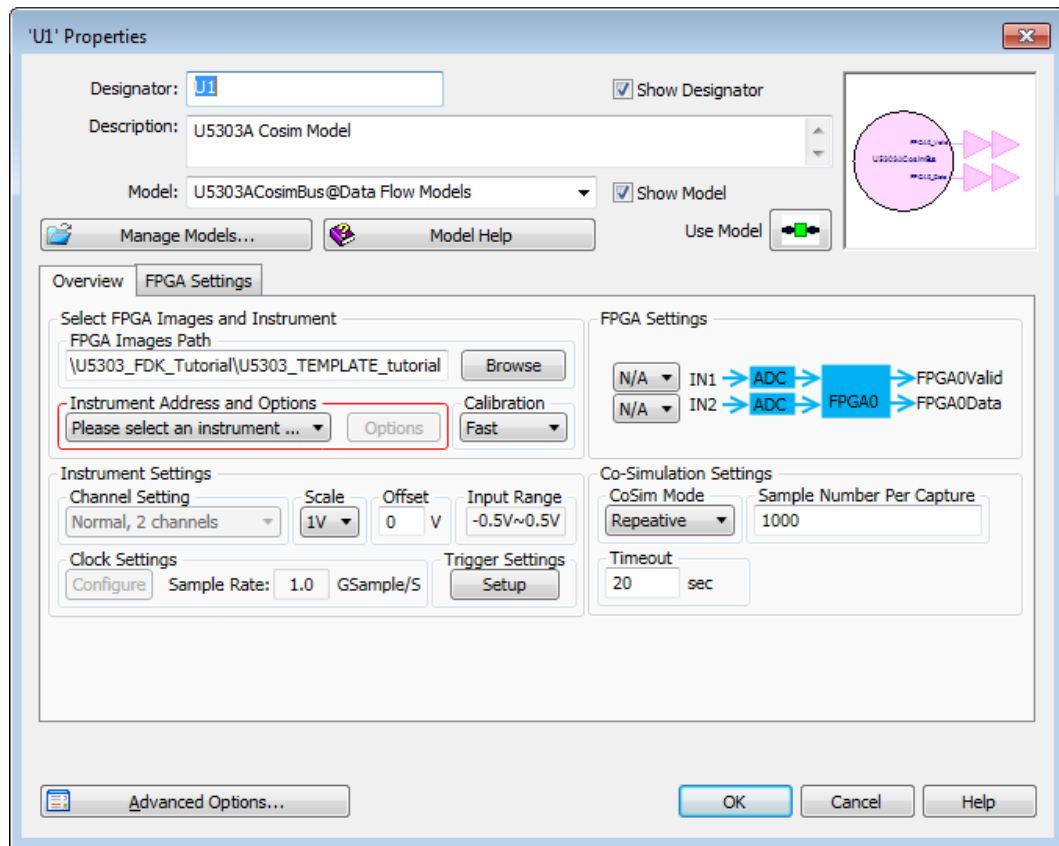 'U1' Properties
Designator: U1
Show Designator
Description: U5303A Cosim Model
FPGA0_Valid
U5303ACosimBus
FPGA0_Data
Model: U5303ACosimBus@Data Flow Models
Show Model
Manage Models...
Model Help
Use Model
Overview
FPGA Settings
Select FPGA Images and Instrument
FPGA Images Path
\U5303_FDK_Tutorial\U5303_TEMPLATE_tutorial
Browse
Instrument Address and Options
Please select an instrument ...
Options
Calibration
Fast
FPGA Settings
N/A IN1 ADC FPGA0Valid
FPGA0
N/A IN2 ADC FPGA0Data
Instrument Settings
Channel Setting
Normal, 2 channels
Scale
1V
Offset
0 V
Input Range
-0.5V~0.5V
Clock Settings
Configure Sample Rate: 1.0 GSample/S
Trigger Settings
Setup
Co-Simulation Settings
CoSim Mode
Repeative
Sample Number Per Capture
1000
Timeout
20 sec
Advanced Options...
OK
Cancel
Help